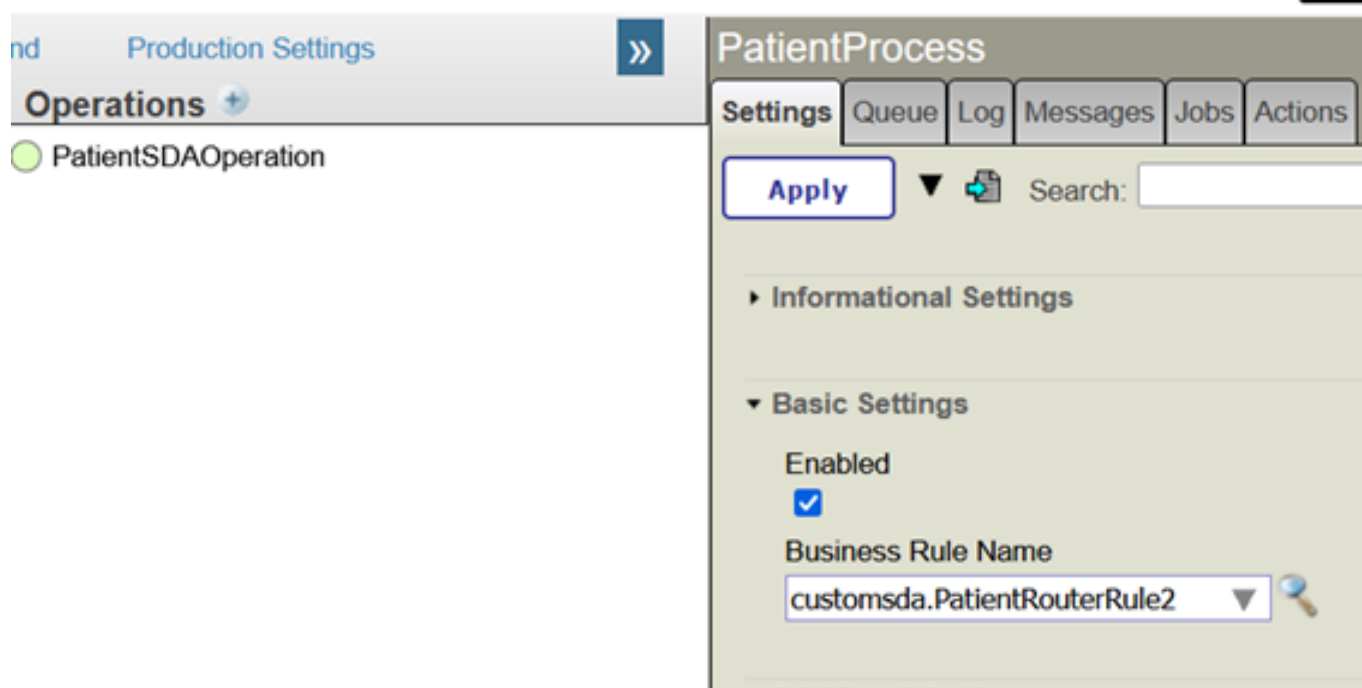 nd Production Settings »
Operations +
PatientSDAOperation
PatientProcess
Settings Queue Log Messages Jobs Actions
Apply Search:
Informational Settings
Basic Settings
Enabled
Business Rule Name
customsda.PatientRouterRule2